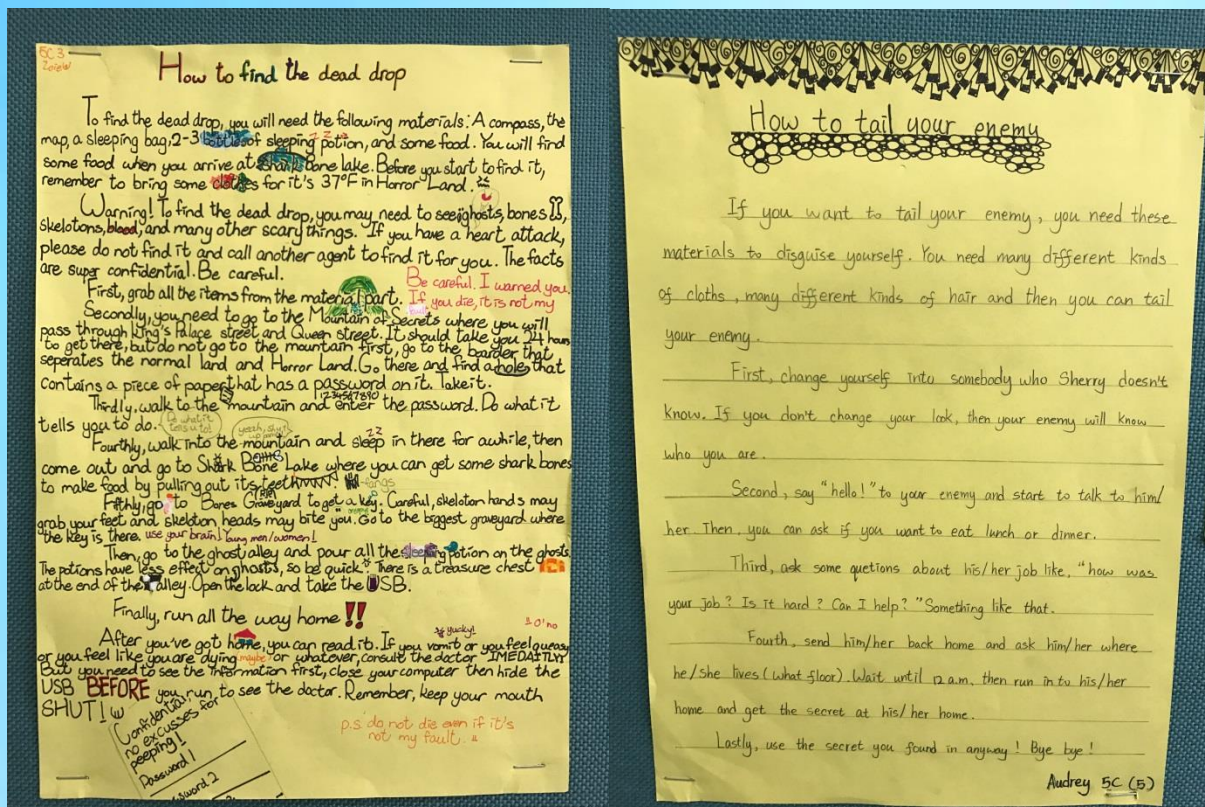 5C 3
How to find the dead drop
To find the dead drop, you will need the following materials: A compass, the
map, a sleeping bag, 2-3 bottles of sleeping potion, and some food. You will find
some food when you arrive at shark bone lake. Before you start to find it,
remember to bring some clothes for it's 37°F in Horror Land.
Warning! To find the dead drop, you may need to see ghosts, bones,
skelotons, blood, and many other scary things. If you have a heart attack,
please do not find it and call another agent to find it for you. The facts
are super confidential. Be careful.
Be careful. I warned you.
First, grab all the items from the material part. If you die, it is not my
Secondly, you need to go to the Mountain of Secrets where you will
pass through King's Palace street and Queen street. It should take you 24 hours
to get there, but do not go to the mountain first, go to the boarder that
seperates the normal land and Horror Land. Go there and find a hole that
contains a piece of paper that has a password on it. Take it.
1234567890
Thirdly, walk to the mountain and enter the password. Do what it
tells you to do. Do what it tells u to!
Fourthly, walk into the mountain and sleep in there for awhile, then
come out and go to Shark Bone Lake where you can get some shark bones
to make food by pulling out its teeth! fangs
Fifthly, go to Bones Graveyard to get a key. Careful, skeleton hands may
grab your feet and skeleton heads may bite you. Go to the biggest graveyard where
the key is there. use your brain! Young men/women!
Then, go to the ghost alley and pour all the sleeping potion on the ghosts.
The potions have less effect on ghosts, so be quick. There is a treasure chest
at the end of the alley. Open the lock and take the USB.
Finally, run all the way home!!
yucky!
After you've got home, you can read it. If you vomit or you feel queasy
or you feel like you are dying maybe or whatever, consult the doctor IMEDAITLY
But you need to see the information first, close your computer then hide the
USB BEFORE you run to see the doctor. Remember, keep your mouth
SHUT!
p.s do not die even if it's
not my fault.
Confidential,
no excusses for
peeping!
Password 1
How to tail your enemy
If you want to tail your enemy, you need these
materials to disguise yourself. You need many different kinds
of cloths, many different kinds of hair and then you can tail
your enemy.
First, change yourself into somebody who Sherry doesn't
know. If you don't change your look, then your enemy will know
who you are.
Second, say "hello!" to your enemy and start to talk to him/
her. Then, you can ask if you want to eat lunch or dinner.
Third, ask some quetions about his/her job like, "how was
your job? Is it hard? Can I help?" Something like that.
Fourth, send him/her back home and ask him/her where
he/she lives (what floor). Wait until 12 a.m. then run in to his/her
home and get the secret at his/her home.
Lastly, use the secret you found in anyway! Bye bye!
Audrey 5C (5)